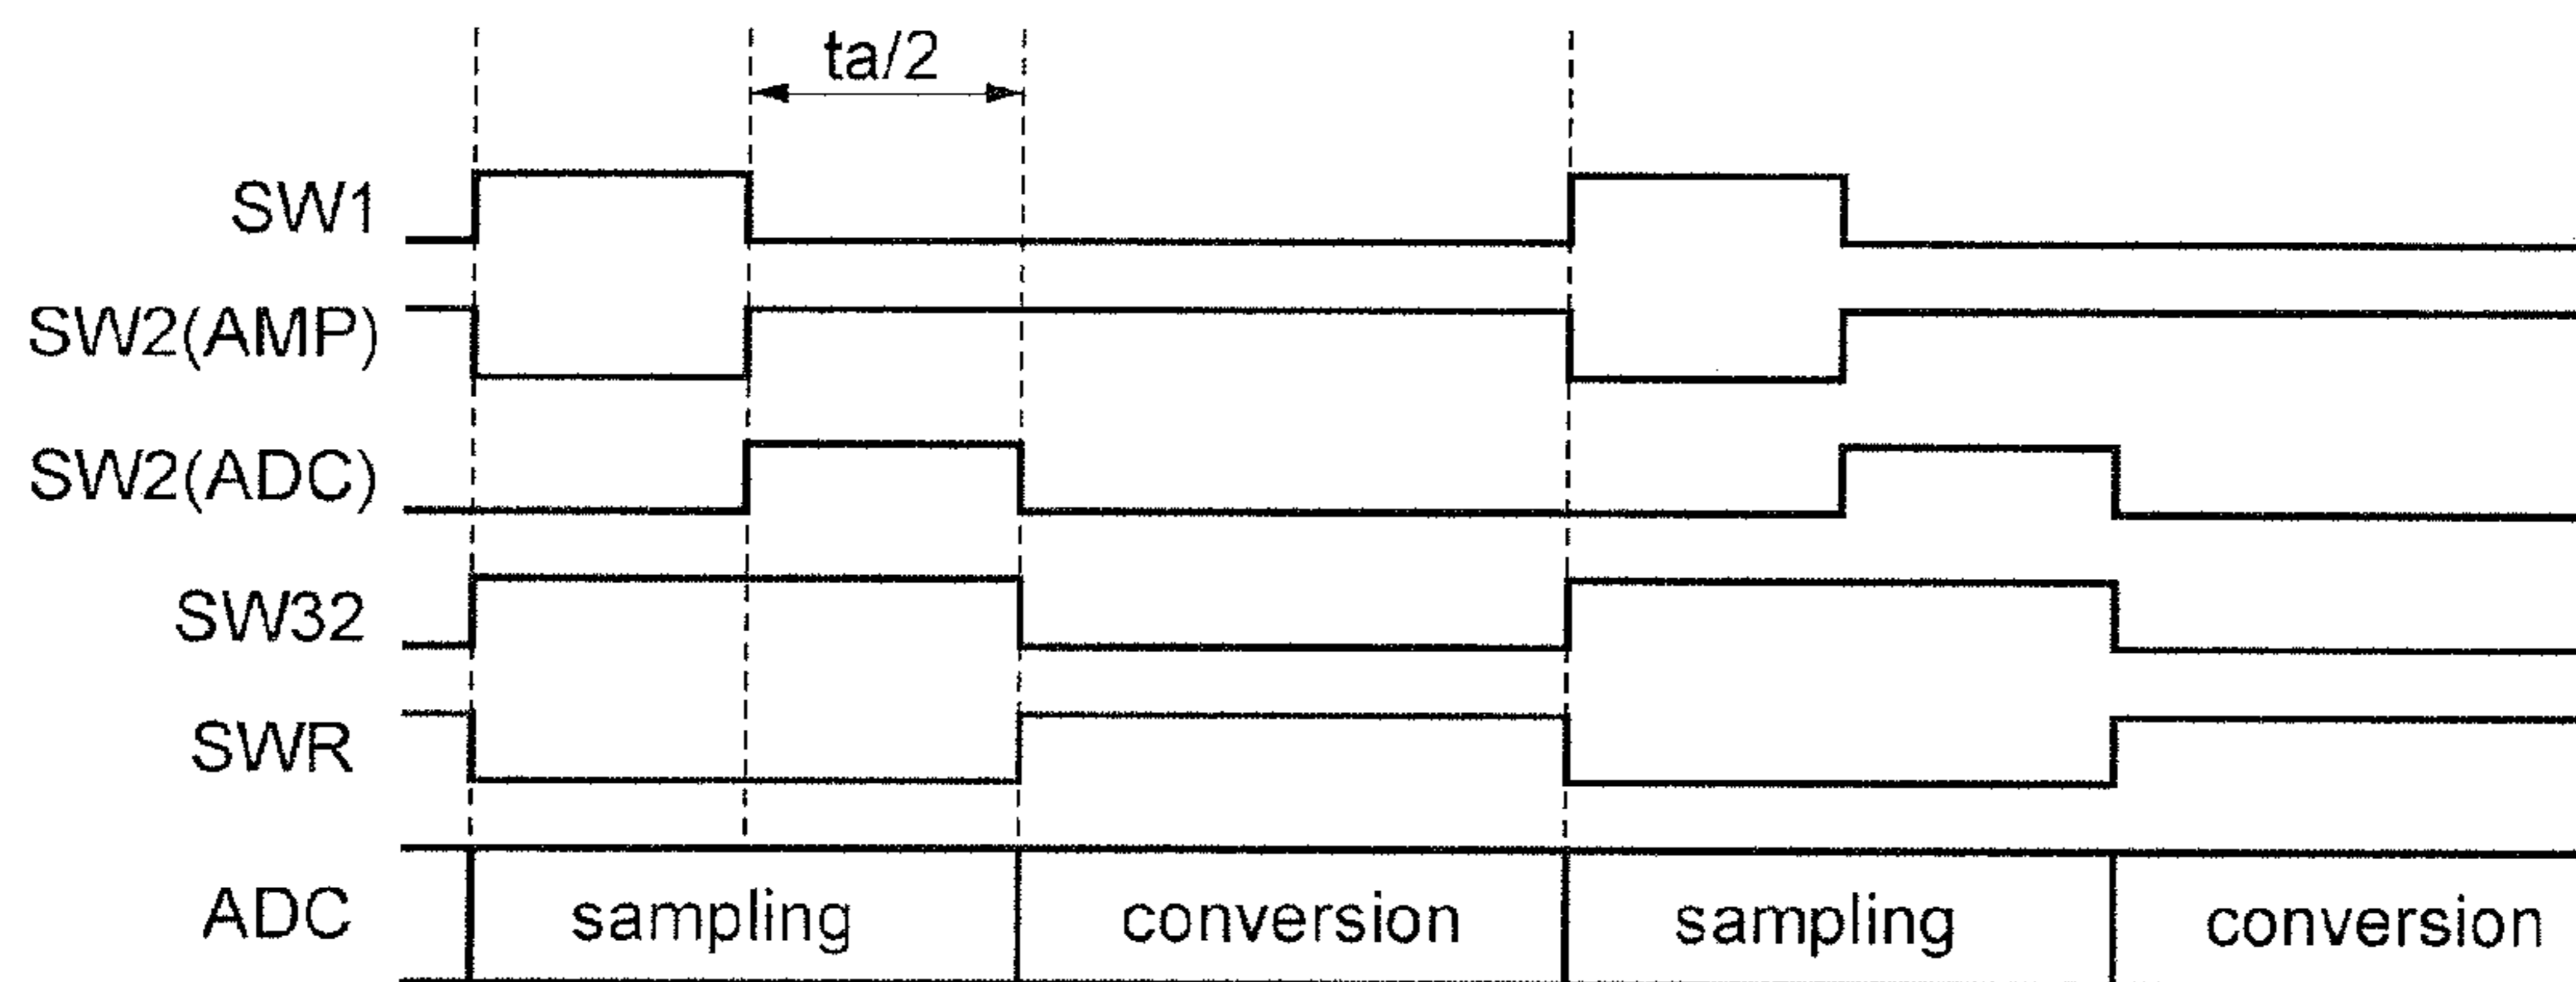 ta/2
SW1
SW2(AMP)
SW2(ADC)
SW32
SWR
ADC sampling conversion sampling conversion